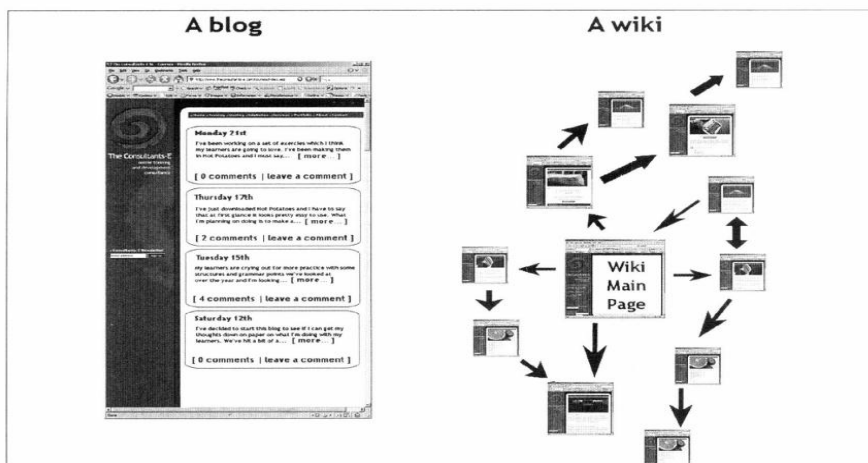 A blog
A wiki
The Consultants-E
online training
and development
consultants
Monday 21st
I've been working on a set of exercies which I think
my learners are going to love. I've been making them
in Hot Potatoes and I must say... [ more... ]
[ 0 comments | leave a comment ]
Thursday 17th
I've just downloaded Hot Potatoes and I have to say
that at first glance it looks pretty easy to use. What
I'm planning on doing is to make a... [ more... ]
[ 2 comments | leave a comment ]
Tuesday 15th
My learners are crying out for more practice with some
structures and grammar points we've looked at
over the year and I'm looking.... [ more... ]
[ 4 comments | leave a comment ]
Saturday 12th
I've decided to start this blog to see if I can get my
thoughts down on paper on what I'm doing with my
learners. We've hit a bit of a... [ more... ]
[ 0 comments | leave a comment ]
Wiki
Main
Page